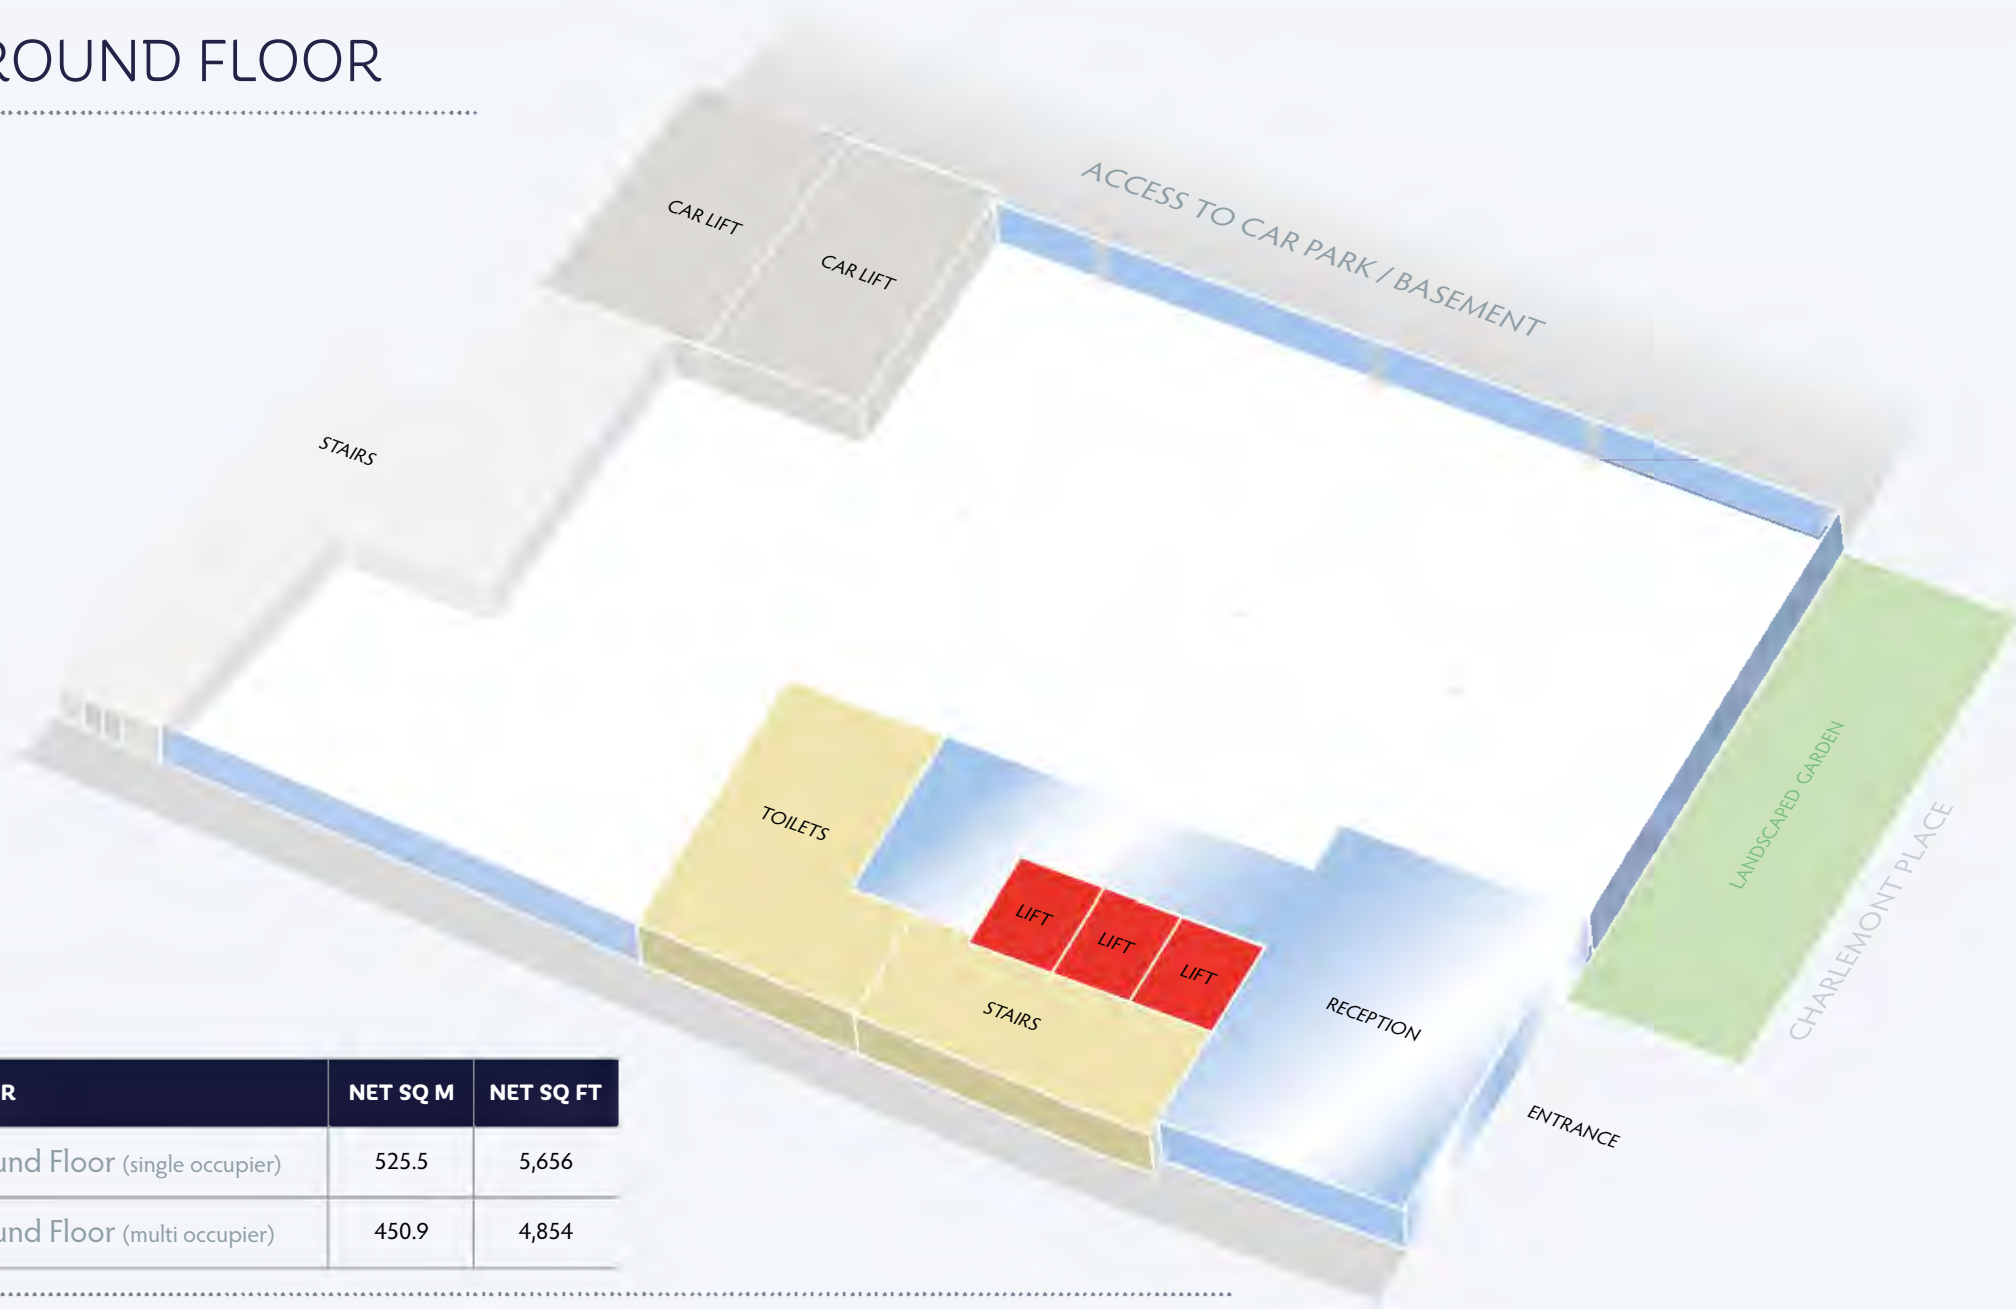 ROUND FLOOR
ACCESS TO CAR PARK / BASEMENT
CAR LIFT
CAR LIFT
STAIRS
LANDSCAPED GARDEN
CHARLEMONT PLACE
TOILETS
LIFT
LIFT
LIFT
STAIRS
RECEPTION
ENTRANCE
R NET SQ M NET SQ FT
und Floor (single occupier) 525.5 5,656
und Floor (multi occupier) 450.9 4,854